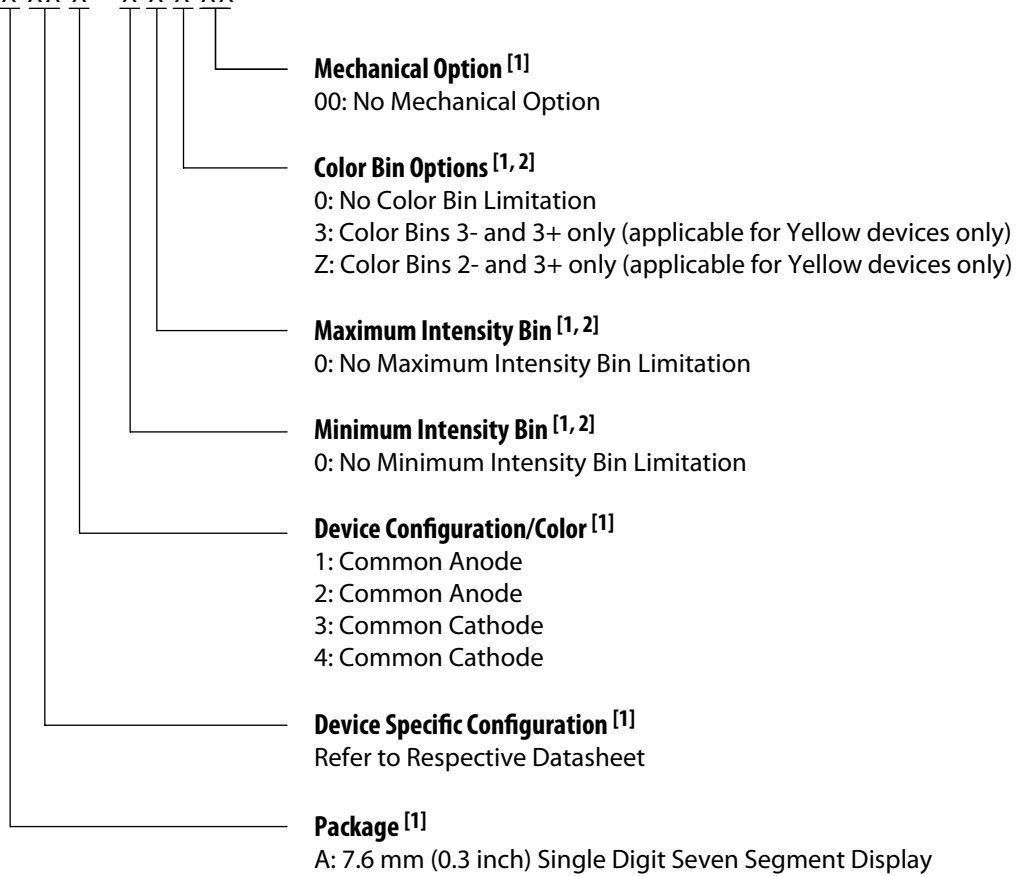 Mechanical Option [1]
00: No Mechanical Option
Color Bin Options [1, 2]
0: No Color Bin Limitation
3: Color Bins 3- and 3+ only (applicable for Yellow devices only)
Z: Color Bins 2- and 3+ only (applicable for Yellow devices only)
Maximum Intensity Bin [1, 2]
0: No Maximum Intensity Bin Limitation
Minimum Intensity Bin [1, 2]
0: No Minimum Intensity Bin Limitation
Device Configuration/Color [1]
1: Common Anode
2: Common Anode
3: Common Cathode
4: Common Cathode
Device Specific Configuration [1]
Refer to Respective Datasheet
Package [1]
A: 7.6 mm (0.3 inch) Single Digit Seven Segment Display